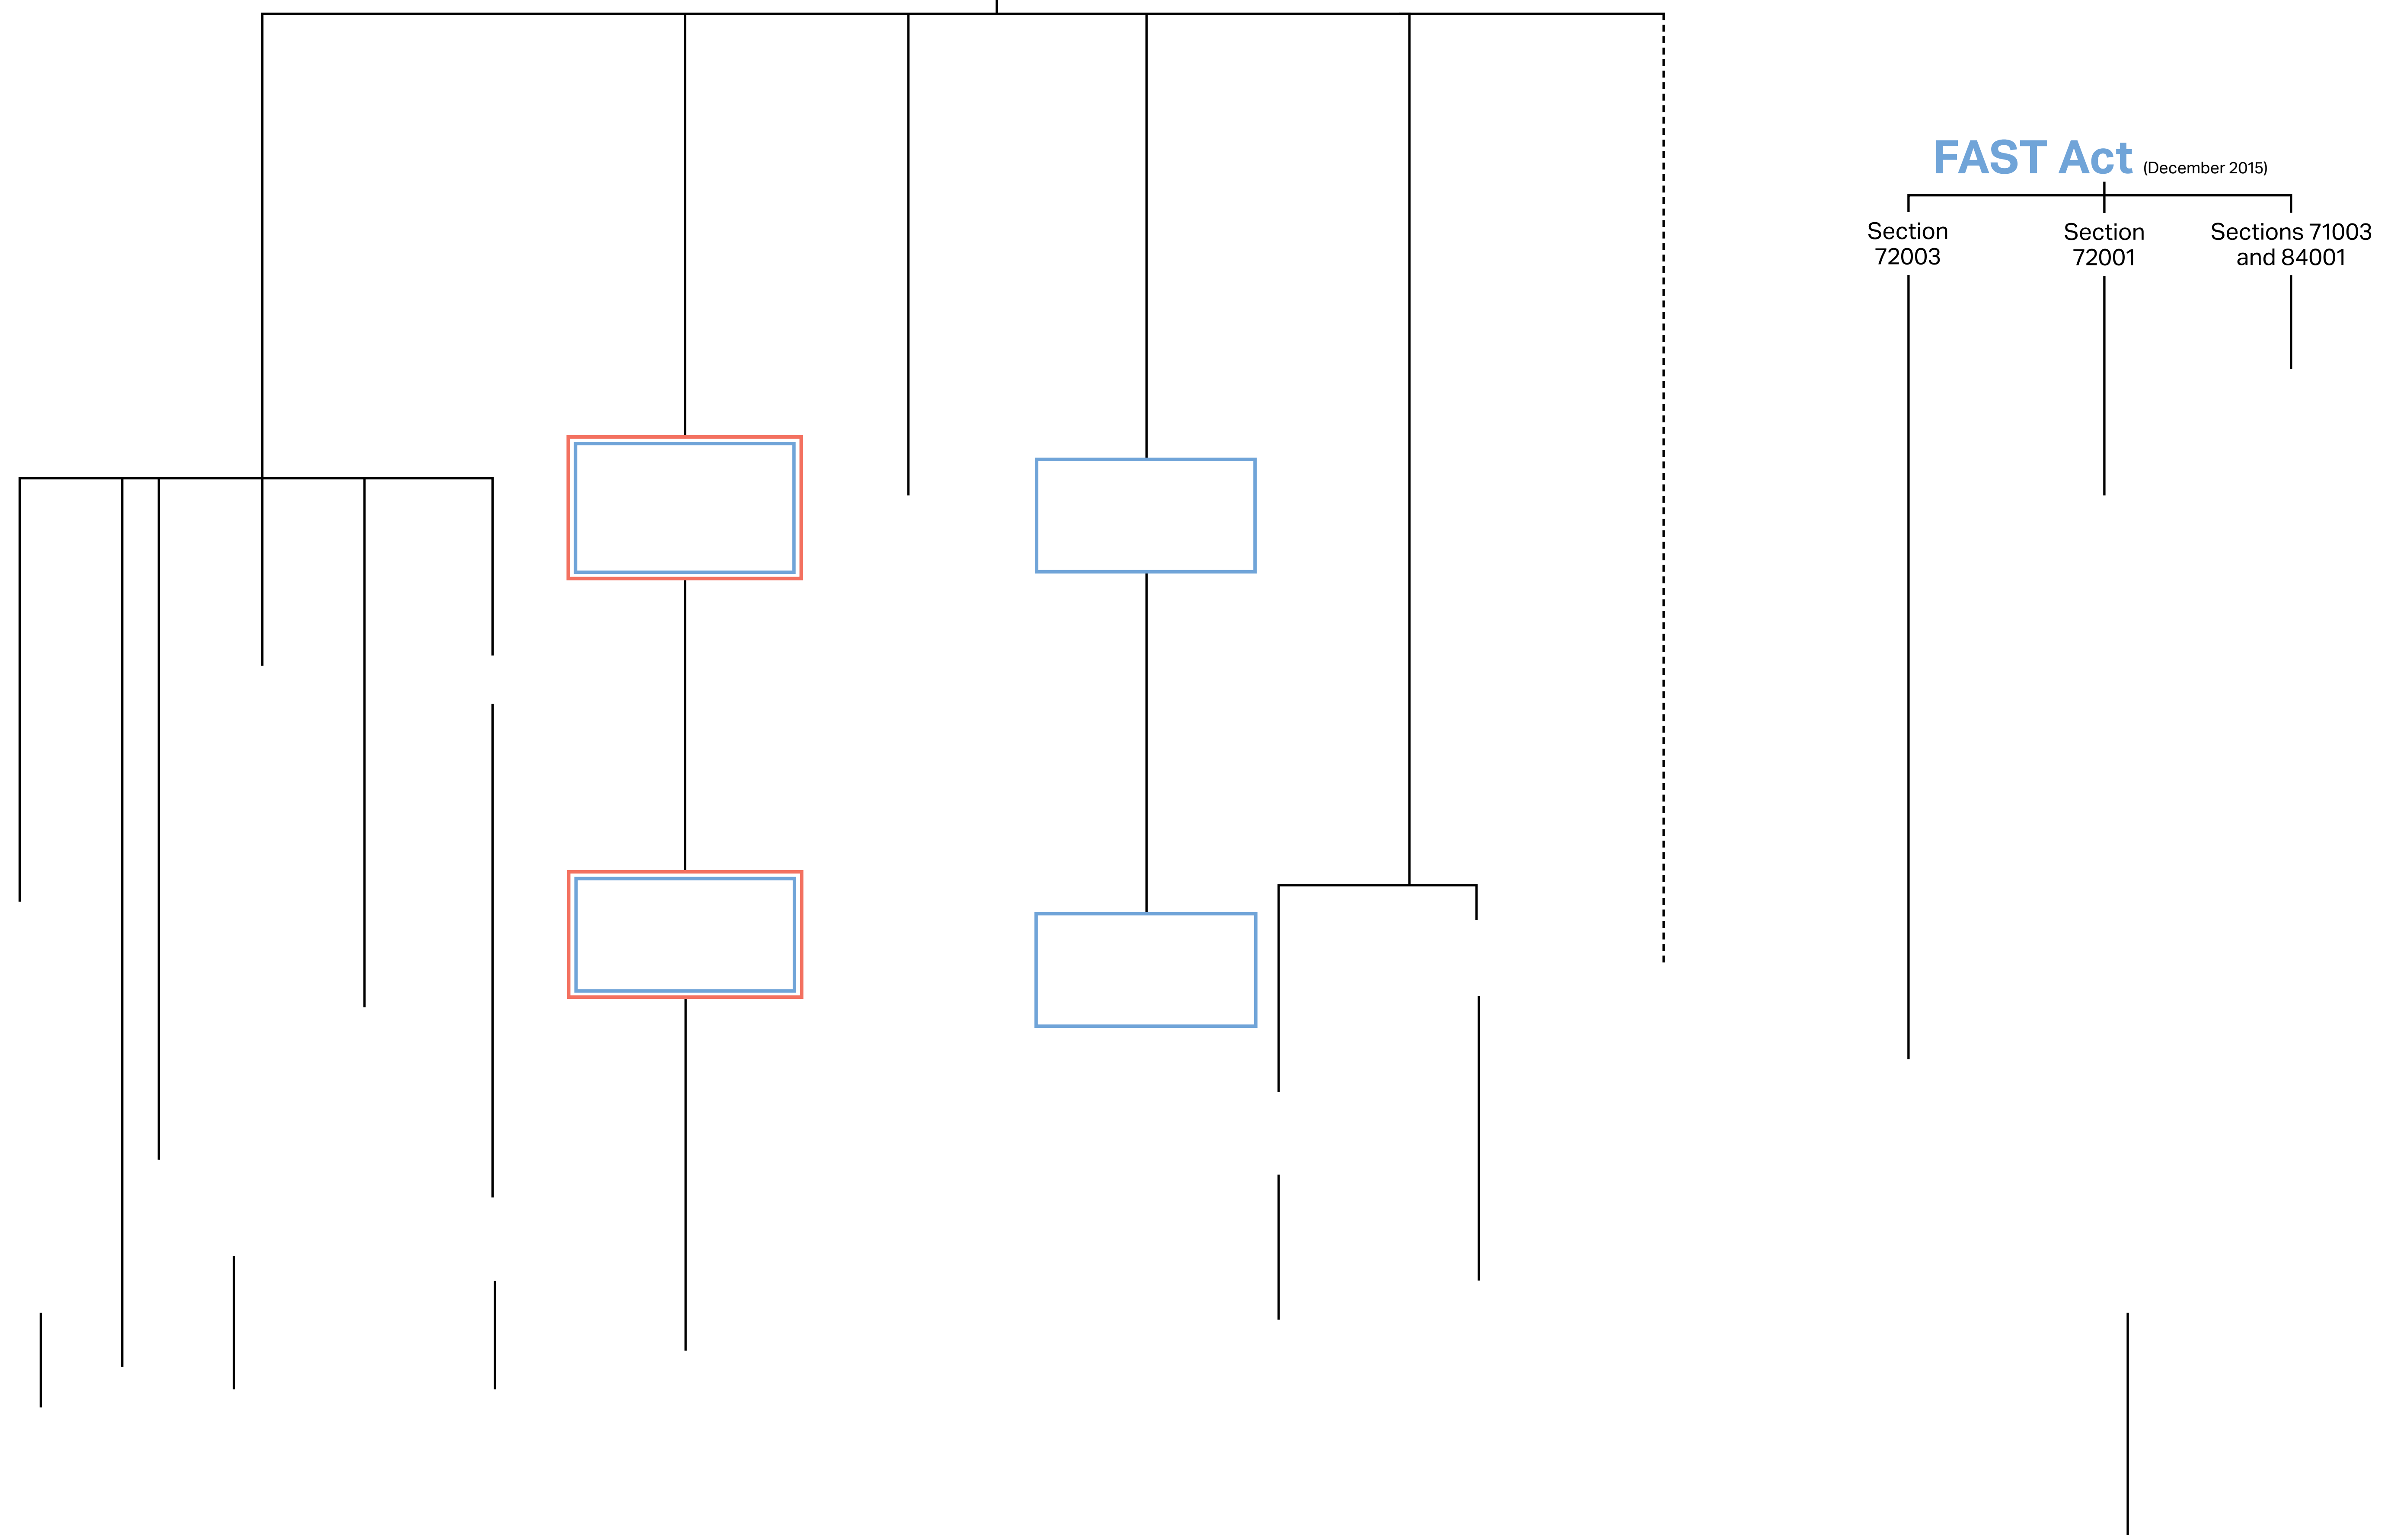 FAST Act (December 2015)
Section
72003
Section
72001
Sections 71003
and 84001